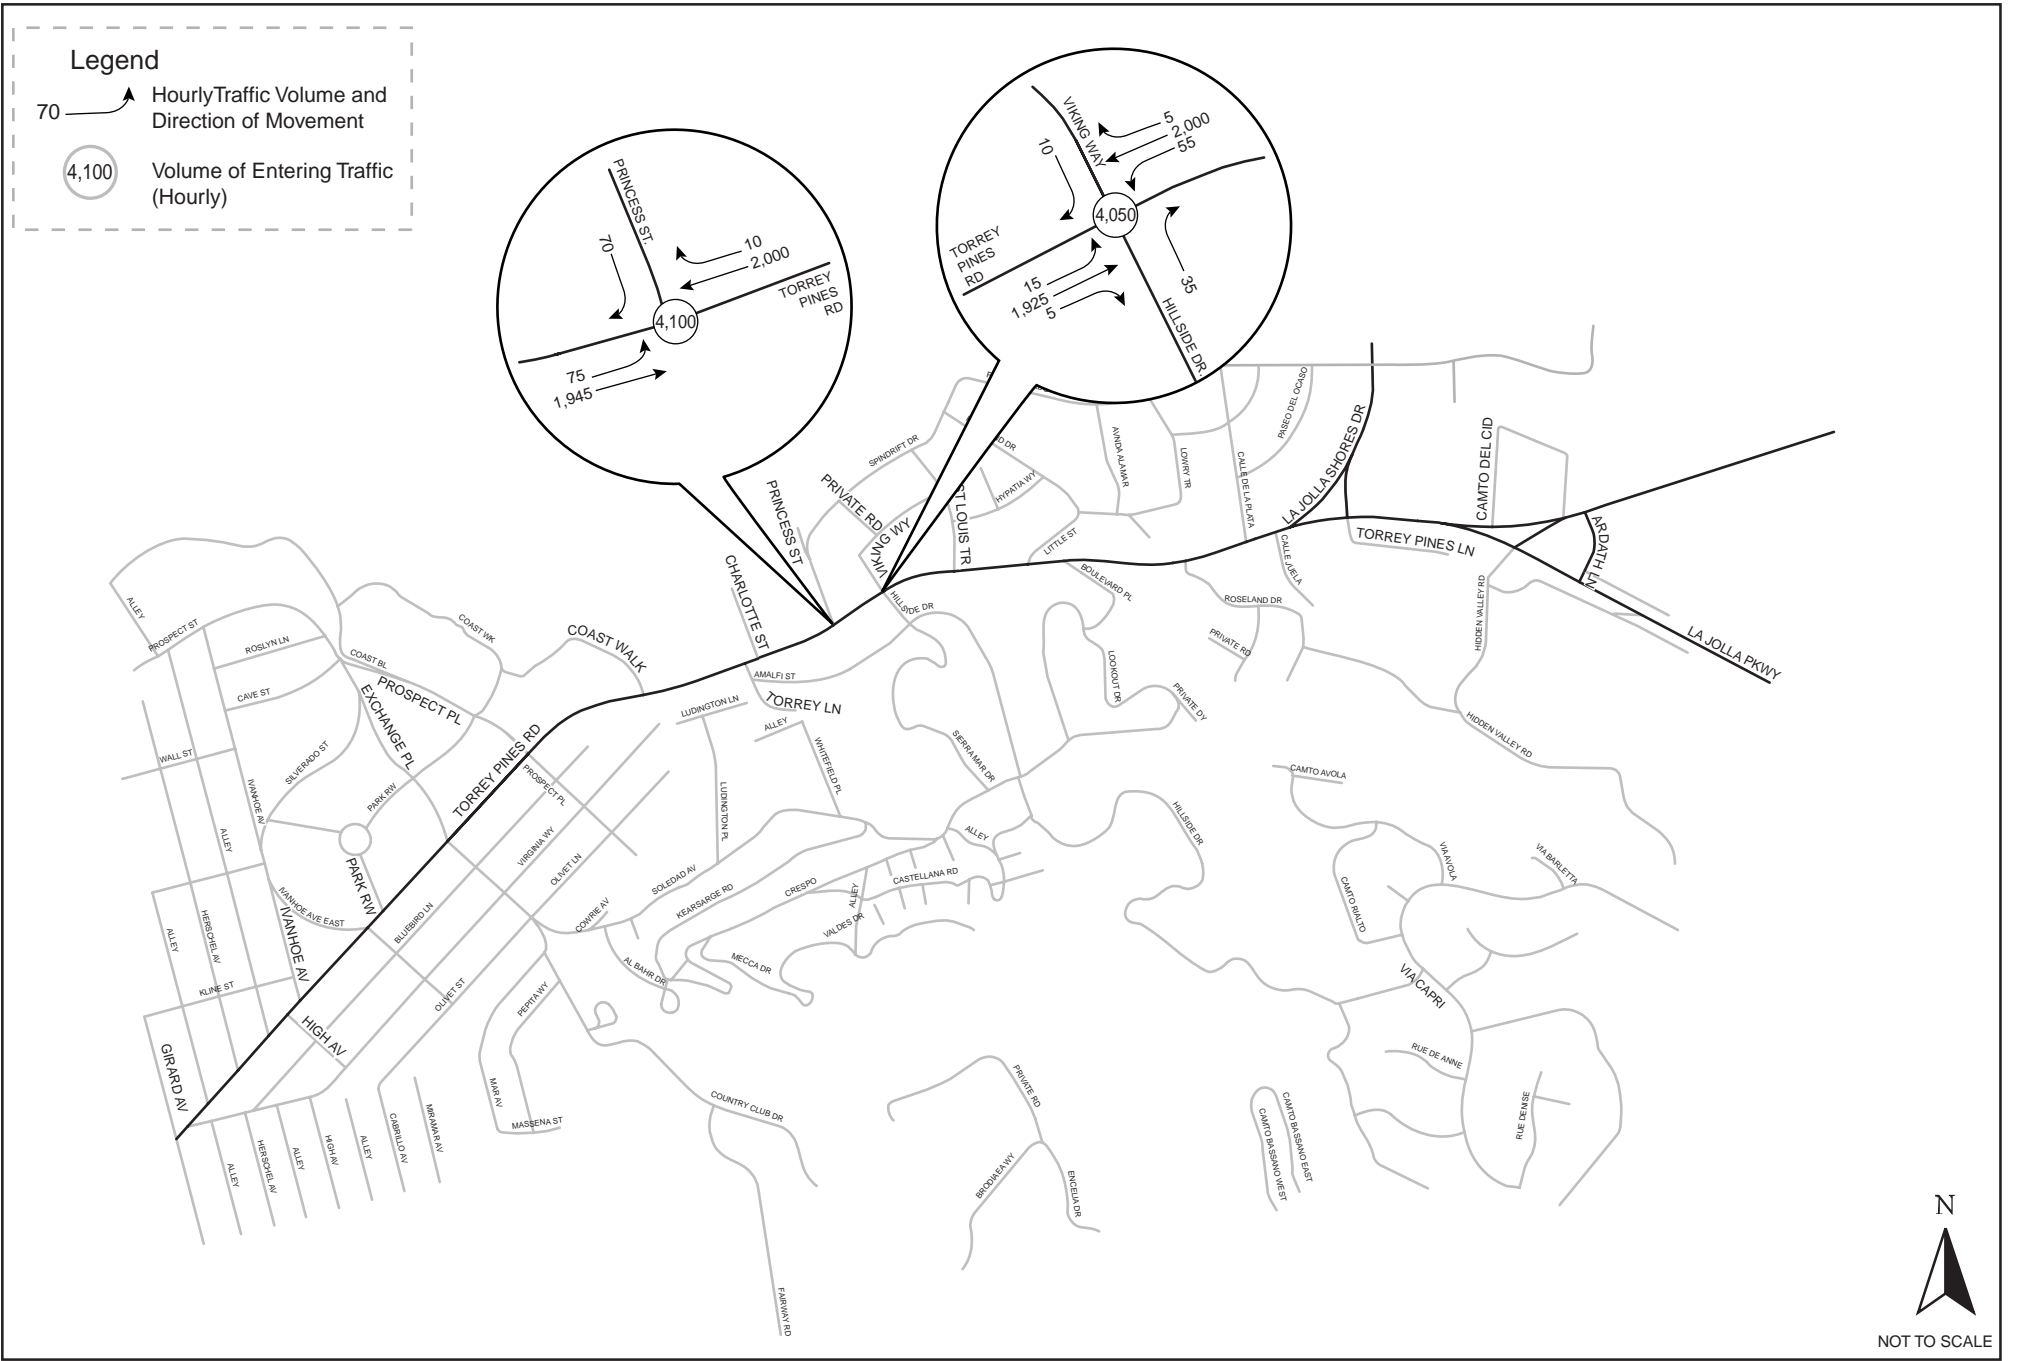 Legend
70
HourlyTraffic Volume and
Direction of Movement
4,100
Volume of Entering Traffic
(Hourly)
PRINCESS ST.
70
10
2,000
TORREY
PINES
RD
4,100
75
1,945
VIKING WAY
10
5
2,000
55
4,050
TORREY
PINES
RD
15
1,925
5
35
HILLSIDE DR.
SPINDRIFT DR
PRIVATE RD
VIKING WY
PRINCESS ST
CHARLOTTE ST
ST LOUIS TR
HYPATIA WY
LITTLE ST
AVNDA ALAMAR
LOWRY TR
CALLE DE LA PLATA
PASEO DEL OCASO
LA JOLLA SHORES DR
CAMTO DEL CID
TORREY PINES LN
ARDATH LN
LA JOLLA PKWY
HIDDEN VALLEY RD
CALLE JUELA
ROSELAND DR
PRIVATE RD
BOULEVARD PL
HILLSIDE DR
LOOKOUT DR
PRIVATE DY
HIDDEN VALLEY RD
ALLEY
PROSPECT ST
ROSLYN LN
CAVE ST
COAST BL
COAST WK
COAST WALK
PROSPECT PL
EXCHANGE PL
AMALFI ST
TORREY LN
LUDINGTON LN
ALLEY
WHITEFIELD PL
LUDINGTON PL
SIERRA MAR DR
WALL ST
SILVERADO ST
IVANHOE AV
PARK RW
TORREY PINES RD
PROSPECT PL
VIRGINIA WY
OLIVET LN
ALLEY
PARK RW
IVANHOE AVE EAST
IVANHOE AV
BLUEBIRD LN
HERSCHEL AV
ALLEY
KLINE ST
OLIVET ST
HIGH AV
GIRARD AV
SOLEDAD AV
KEARSARGE RD
CRESPO
COWRIE AV
ALLEY
CASTELLANA RD
ALLEY
VALDES DR
AL BAHR DR
MECCA DR
PEPITA WY
MAR AV
MASSENA ST
HILLSIDE DR
CAMTO AVOLA
VIA AVOLA
VIA BARLETTA
CAMTO RIALTO
VIA CAPRI
RUE DE ANNE
RUE DENISE
CAMTO BASSANO EAST
CAMTO BASSANO WEST
COUNTRY CLUB DR
PRIVATE RD
BRODIAEA WY
ENCELIA DR
FAIRWAY RD
ALLEY
HERSCHEL AV
ALLEY
HIGH AV
ALLEY
CABRILLO AV
MIRAMAR AV
N
NOT TO SCALE